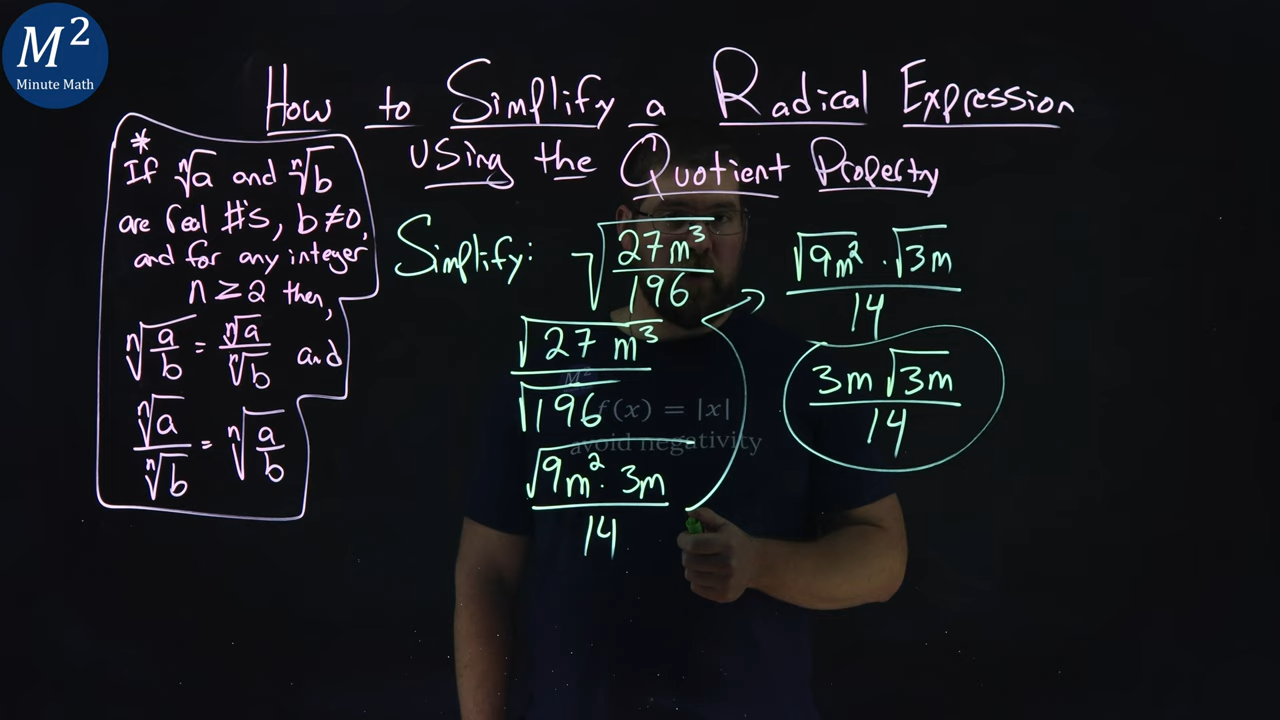 M²
Minute Math
How to Simplify a Radical Expression
Using the Quotient Property
*
If ⁿ√a and ⁿ√b
are real #'s, b≠0,
and for any integer
n ≥ 2 then,
ⁿ√(a/b) = ⁿ√a/ⁿ√b and
ⁿ√a/ⁿ√b = ⁿ√(a/b)
Simplify: √(27m³/196)
√(27m³)/√196
√(9m²·3m)/14
√(9m²)·√(3m)/14
3m√(3m)/14
M²
f(x) = |x|
avoid negativity